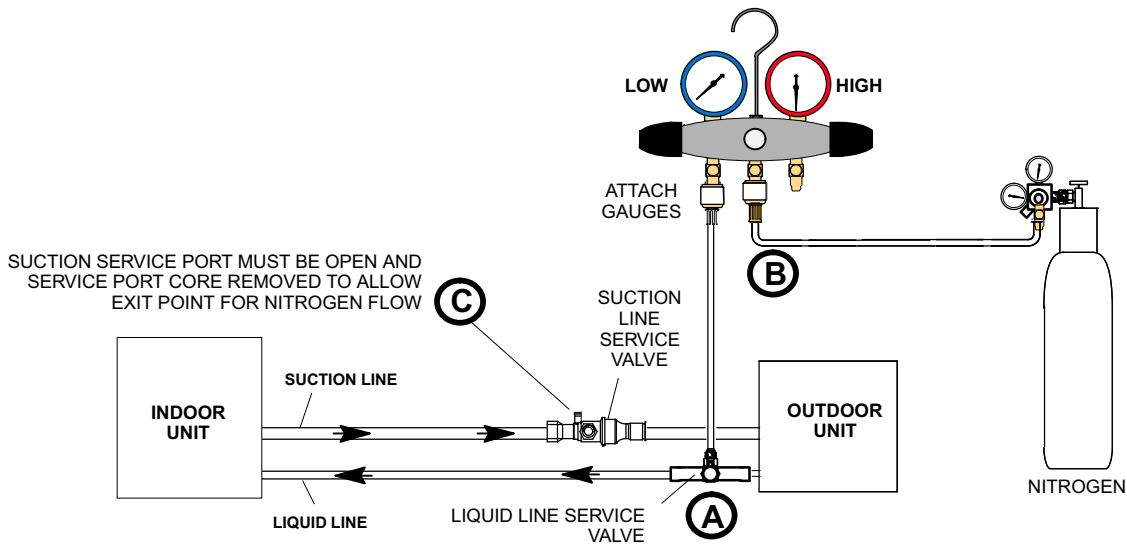 LOW
HIGH
ATTACH
GAUGES
B
SUCTION SERVICE PORT MUST BE OPEN AND
SERVICE PORT CORE REMOVED TO ALLOW
EXIT POINT FOR NITROGEN FLOW
C
SUCTION
LINE
SERVICE
VALVE
INDOOR
UNIT
SUCTION LINE
OUTDOOR
UNIT
LIQUID LINE
LIQUID LINE SERVICE
VALVE
A
NITROGEN